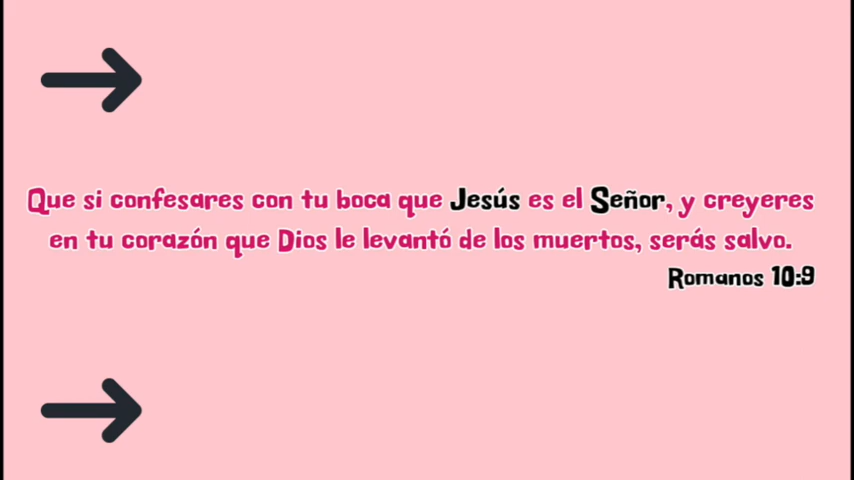 Que si confesares con tu boca que Jesús es el Señor, y creyeres
en tu corazón que Dios le levantó de los muertos, serás salvo.
Romanos 10:9